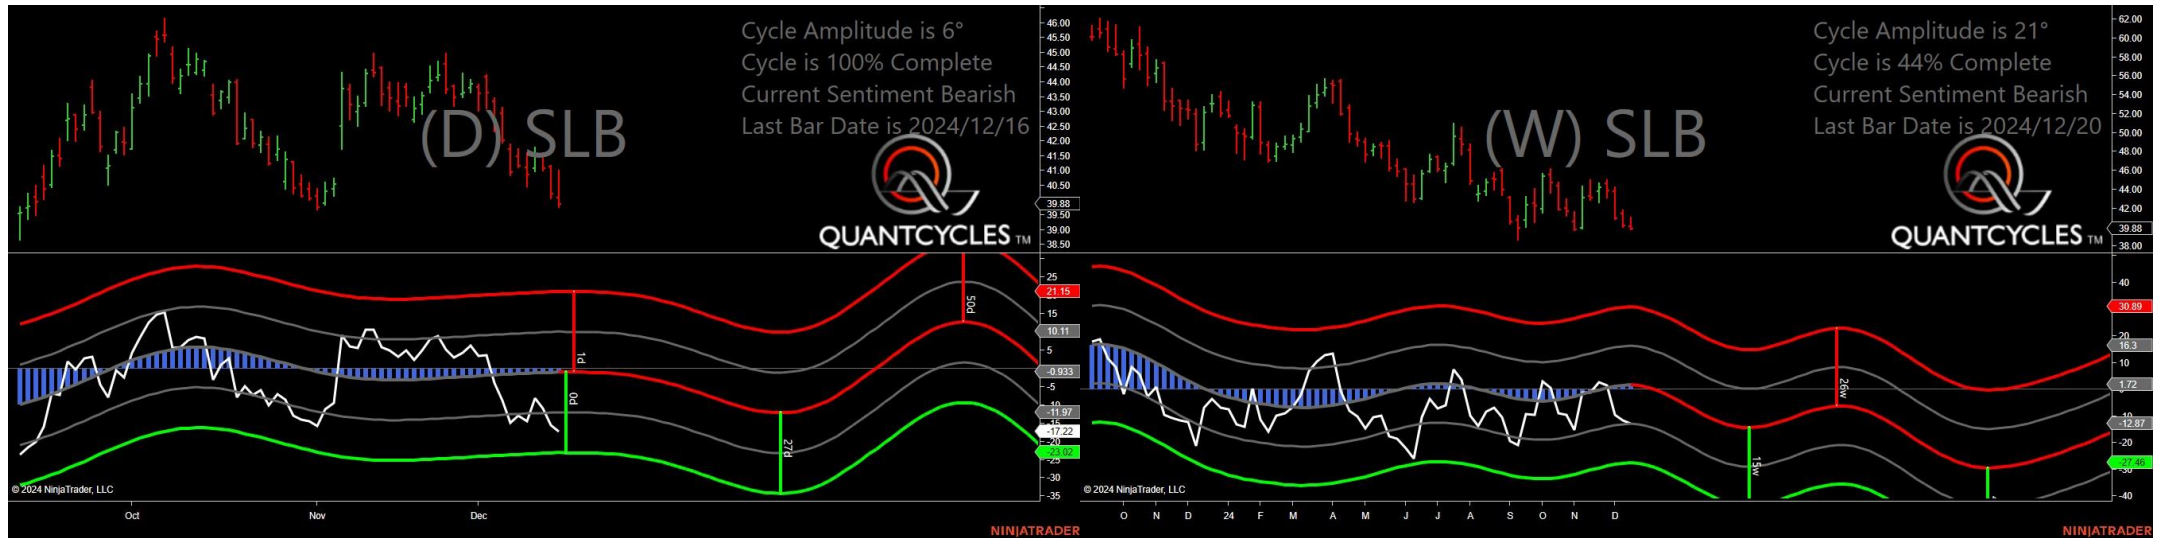 Cycle Amplitude is 6°
Cycle is 100% Complete
Current Sentiment Bearish
Last Bar Date is 2024/12/16
(D) SLB
QUANTCYCLES TM
46.00
45.50
45.00
44.50
44.00
43.50
43.00
42.50
42.00
41.50
41.00
40.50
39.88
39.50
39.00
38.50
25
21.15
15
10.11
5
-0.933
-5
-11.97
-17.22
-23.02
-25
-30
-35
1d
0d
27d
50d
© 2024 NinjaTrader, LLC
Oct Nov Dec
NINJATRADER
Cycle Amplitude is 21°
Cycle is 44% Complete
Current Sentiment Bearish
Last Bar Date is 2024/12/20
(W) SLB
QUANTCYCLES TM
62.00
60.00
58.00
56.00
54.00
52.00
50.00
48.00
46.00
44.00
42.00
39.88
38.00
40
30.89
20
16.3
10
1.72
-10
-12.87
-20
-27.46
-30
-40
15w
26w
© 2024 NinjaTrader, LLC
O N D 24 F M A M J J A S O N D
NINJATRADER